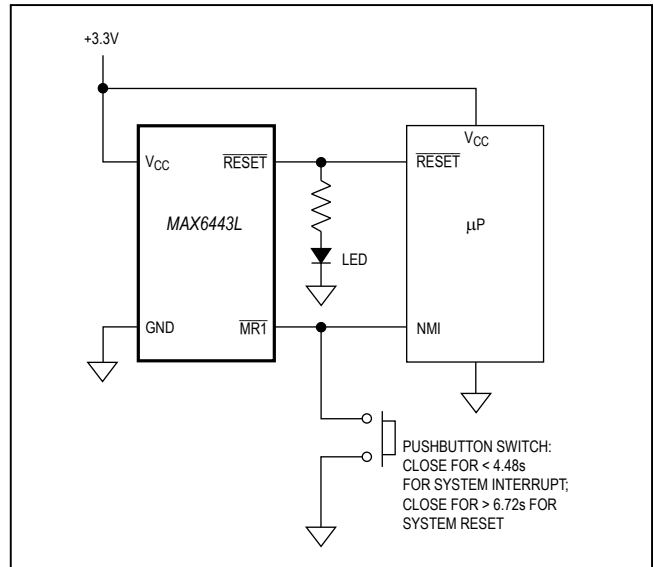 +3.3V
VCC
RESET
MAX6443L
GND
MR1
LED
VCC
RESET
μP
NMI
PUSHBUTTON SWITCH:
CLOSE FOR < 4.48s
FOR SYSTEM INTERRUPT;
CLOSE FOR > 6.72s FOR
SYSTEM RESET